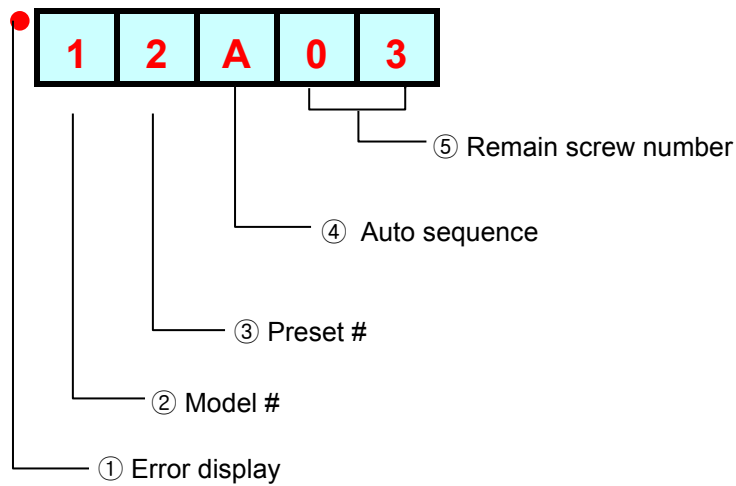 1 2 A 0 3
⑤ Remain screw number
④ Auto sequence
③ Preset #
② Model #
① Error display